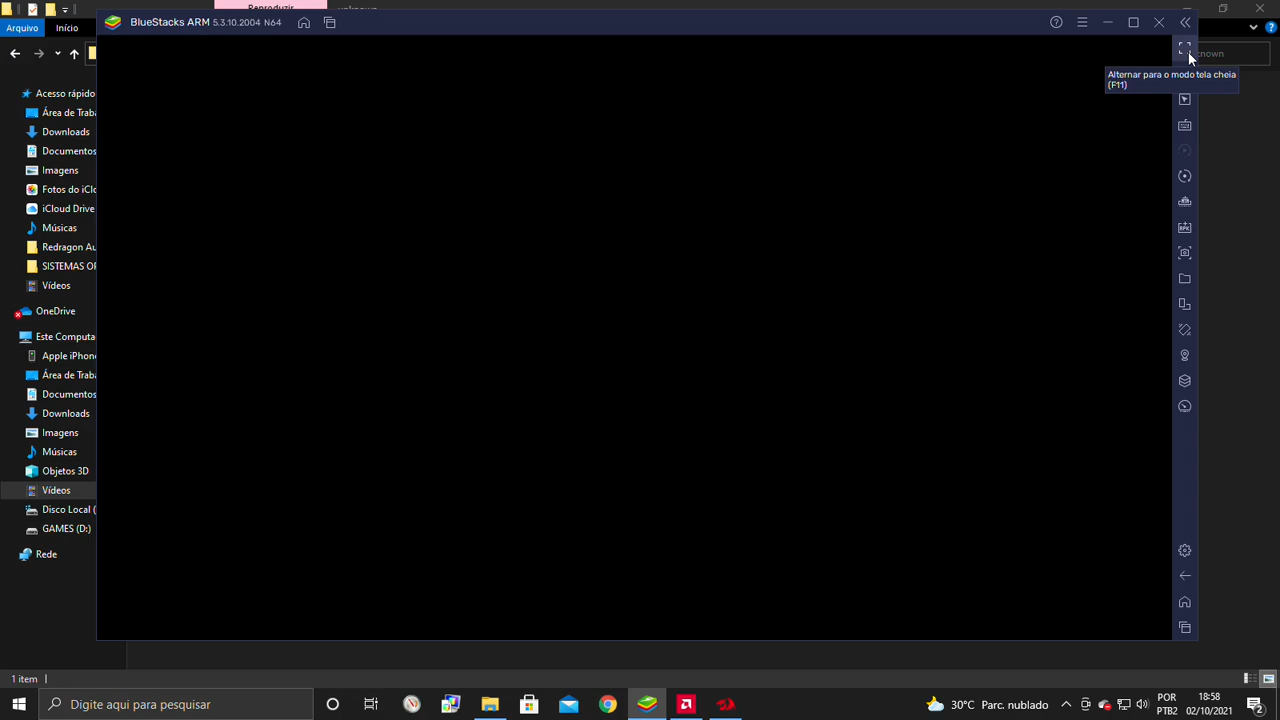 Reproduzir
BlueStacks ARM 5.3.10.2004 N64
Arquivo
Início
Alternar para o modo tela cheia
(F11)
Acesso rápido
Área de Traba
Downloads
Documentos
Imagens
Fotos do iClo
iCloud Drive
Músicas
Redragon Au
SISTEMAS OP
Vídeos
OneDrive
Este Computa
Apple iPhone
Área de Traba
Documentos
Downloads
Imagens
Músicas
Objetos 3D
Vídeos
Disco Local (
GAMES (D:)
Rede
1 item
Digite aqui para pesquisar
30°C Parc. nublado
POR
PTB2
18:58
02/10/2021
2